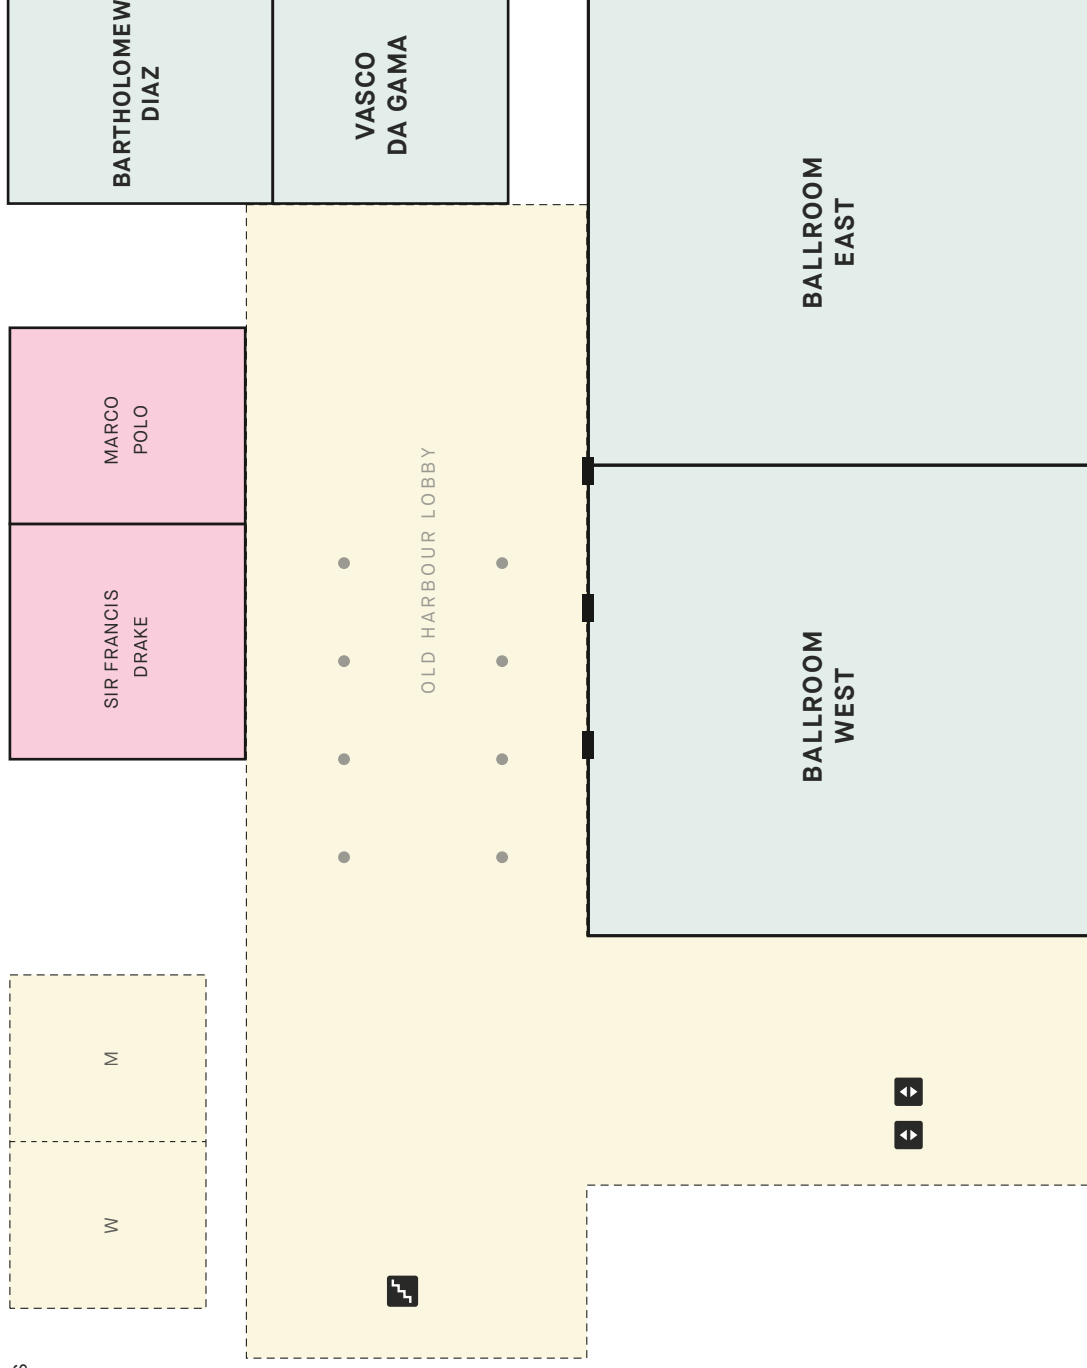 BARTHOLOMEW
DIAZ
VASCO
DA GAMA
BALLROOM
EAST
MARCO
POLO
OLD HARBOUR LOBBY
SIR FRANCIS
DRAKE
BALLROOM
WEST
M
W